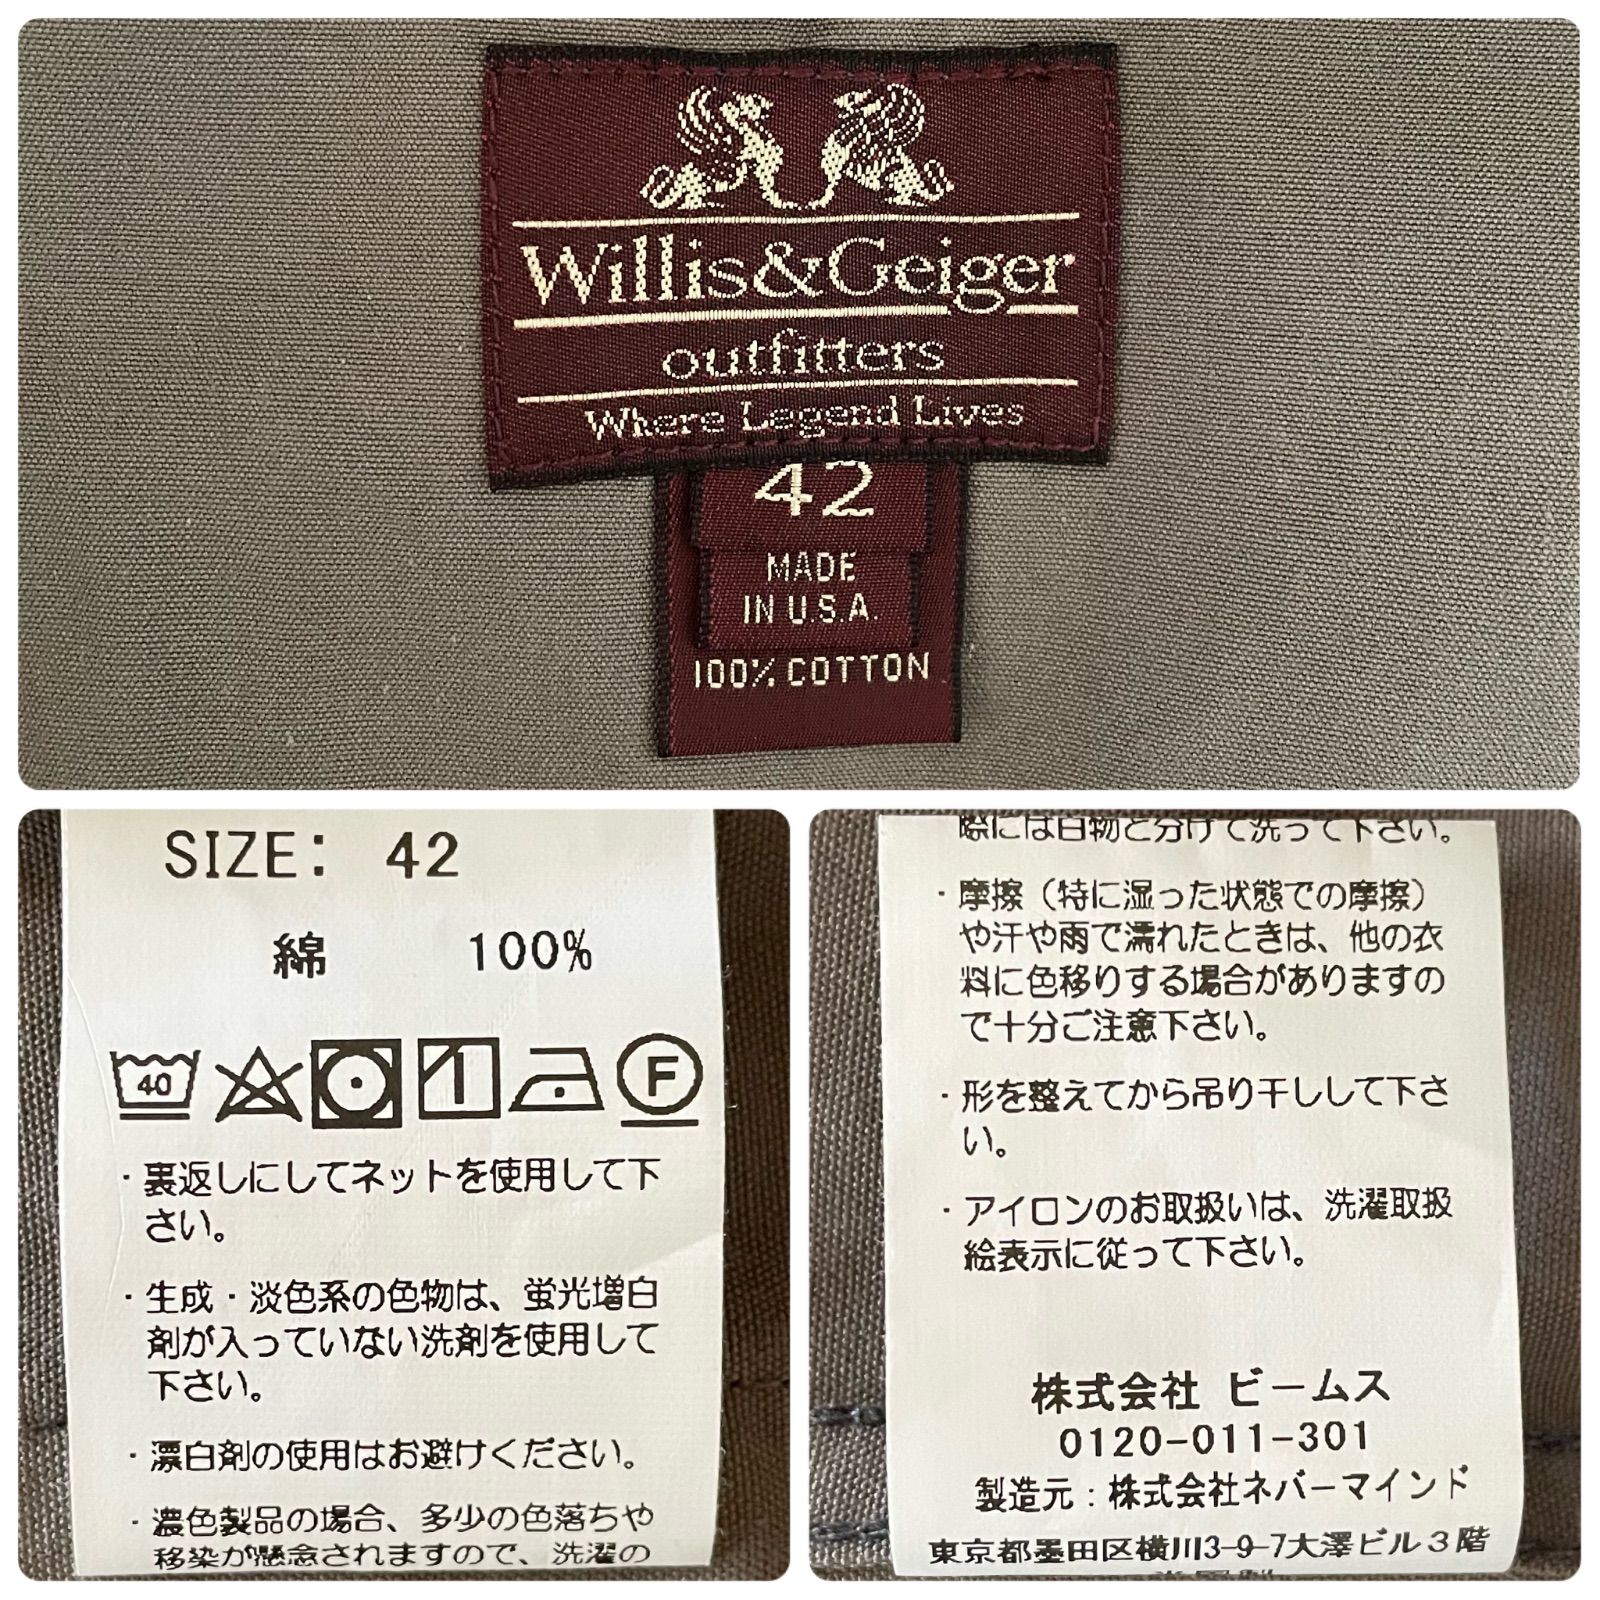 Willis&Geiger
outfitters
Where Legend Lives
42
MADE
IN U.S.A.
100% COTTON
SIZE: 42
綿 100%
40
F
・裏返しにしてネットを使用して下
さい。
・生成・淡色系の色物は、蛍光増白
剤が入っていない洗剤を使用して
下さい。
・漂白剤の使用はお避けください。
・濃色製品の場合、多少の色落ちや
移染が懸念されますので、洗濯の
際には白物と分けて洗って下さい。
・摩擦（特に湿った状態での摩擦）
や汗や雨で濡れたときは、他の衣
料に色移りする場合がありますの
で十分ご注意下さい。
・形を整えてから吊り干しして下さ
い。
・アイロンのお取扱いは、洗濯取扱
絵表示に従って下さい。
株式会社 ビームス
0120-011-301
製造元：株式会社ネバーマインド
東京都墨田区横川3-9-7大澤ビル３階